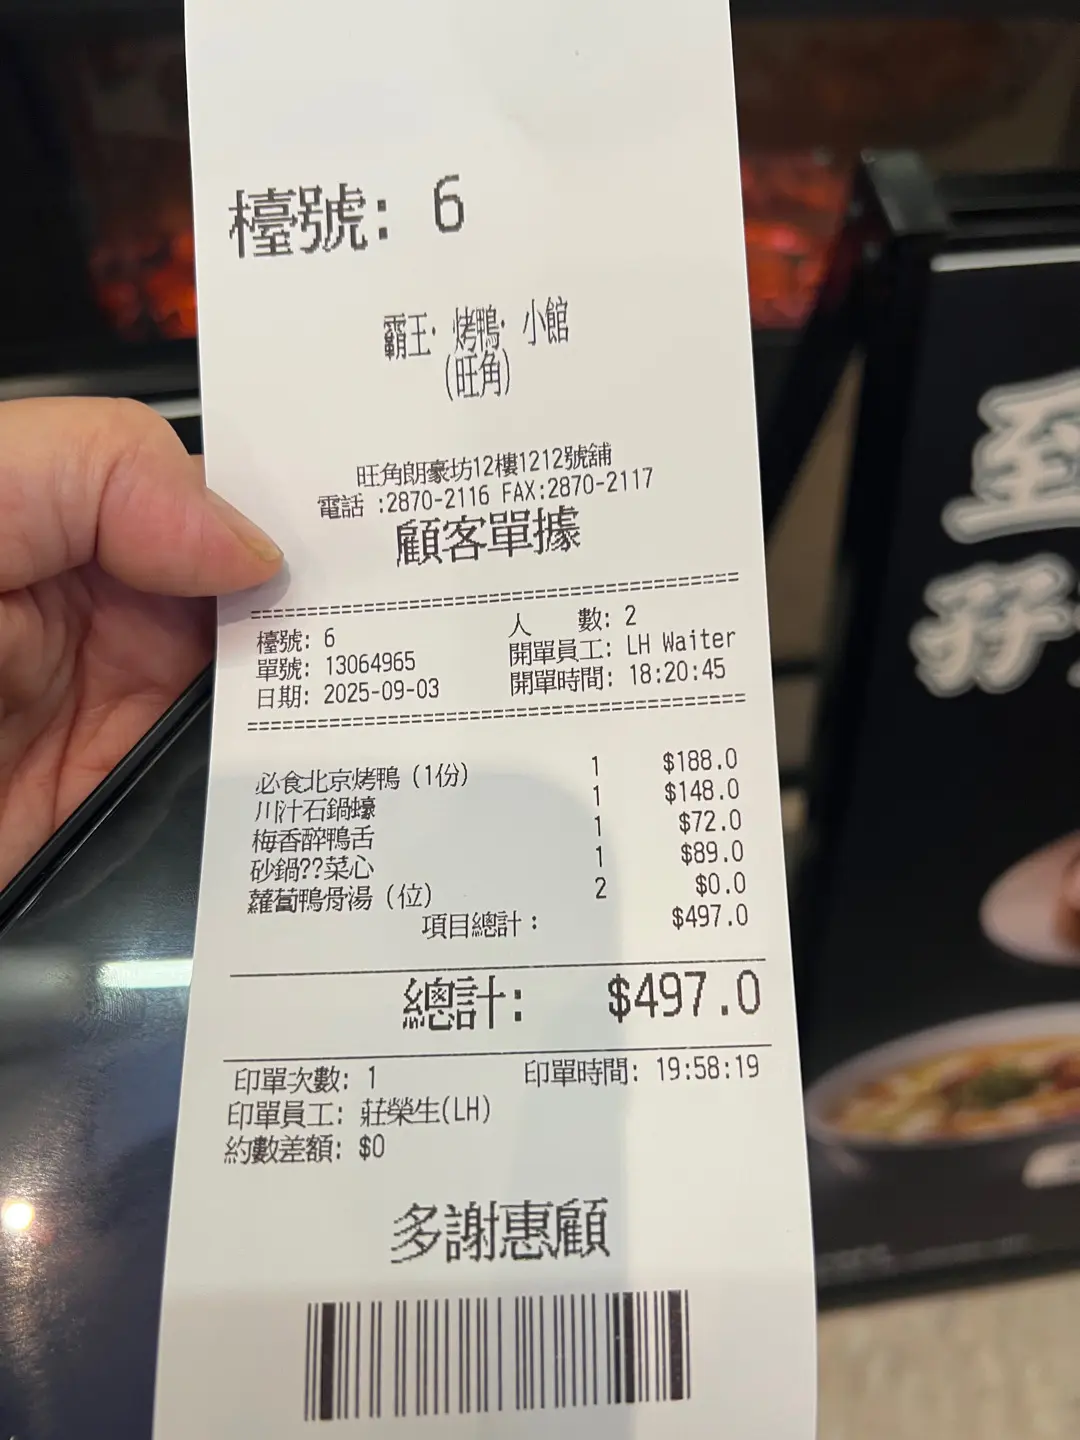 檯號: 6
霸王· 烤鴨· 小館
(旺角)
旺角朗豪坊12樓1212號舖
電話 :2870-2116 FAX:2870-2117
顧客單據
檯號: 6 人 數: 2
單號: 13064965 開單員工: LH Waiter
日期: 2025-09-03 開單時間: 18:20:45
必食北京烤鴨 (1份) 1 $188.0
川汁石鍋蠔 1 $148.0
梅香醉鴨舌 1 $72.0
砂鍋??菜心 1 $89.0
蘿蔔鴨骨湯 (位) 2 $0.0
項目總計: $497.0
總計: $497.0
印單次數: 1 印單時間: 19:58:19
印單員工: 莊榮生(LH)
約數差額: $0
多謝惠顧
至